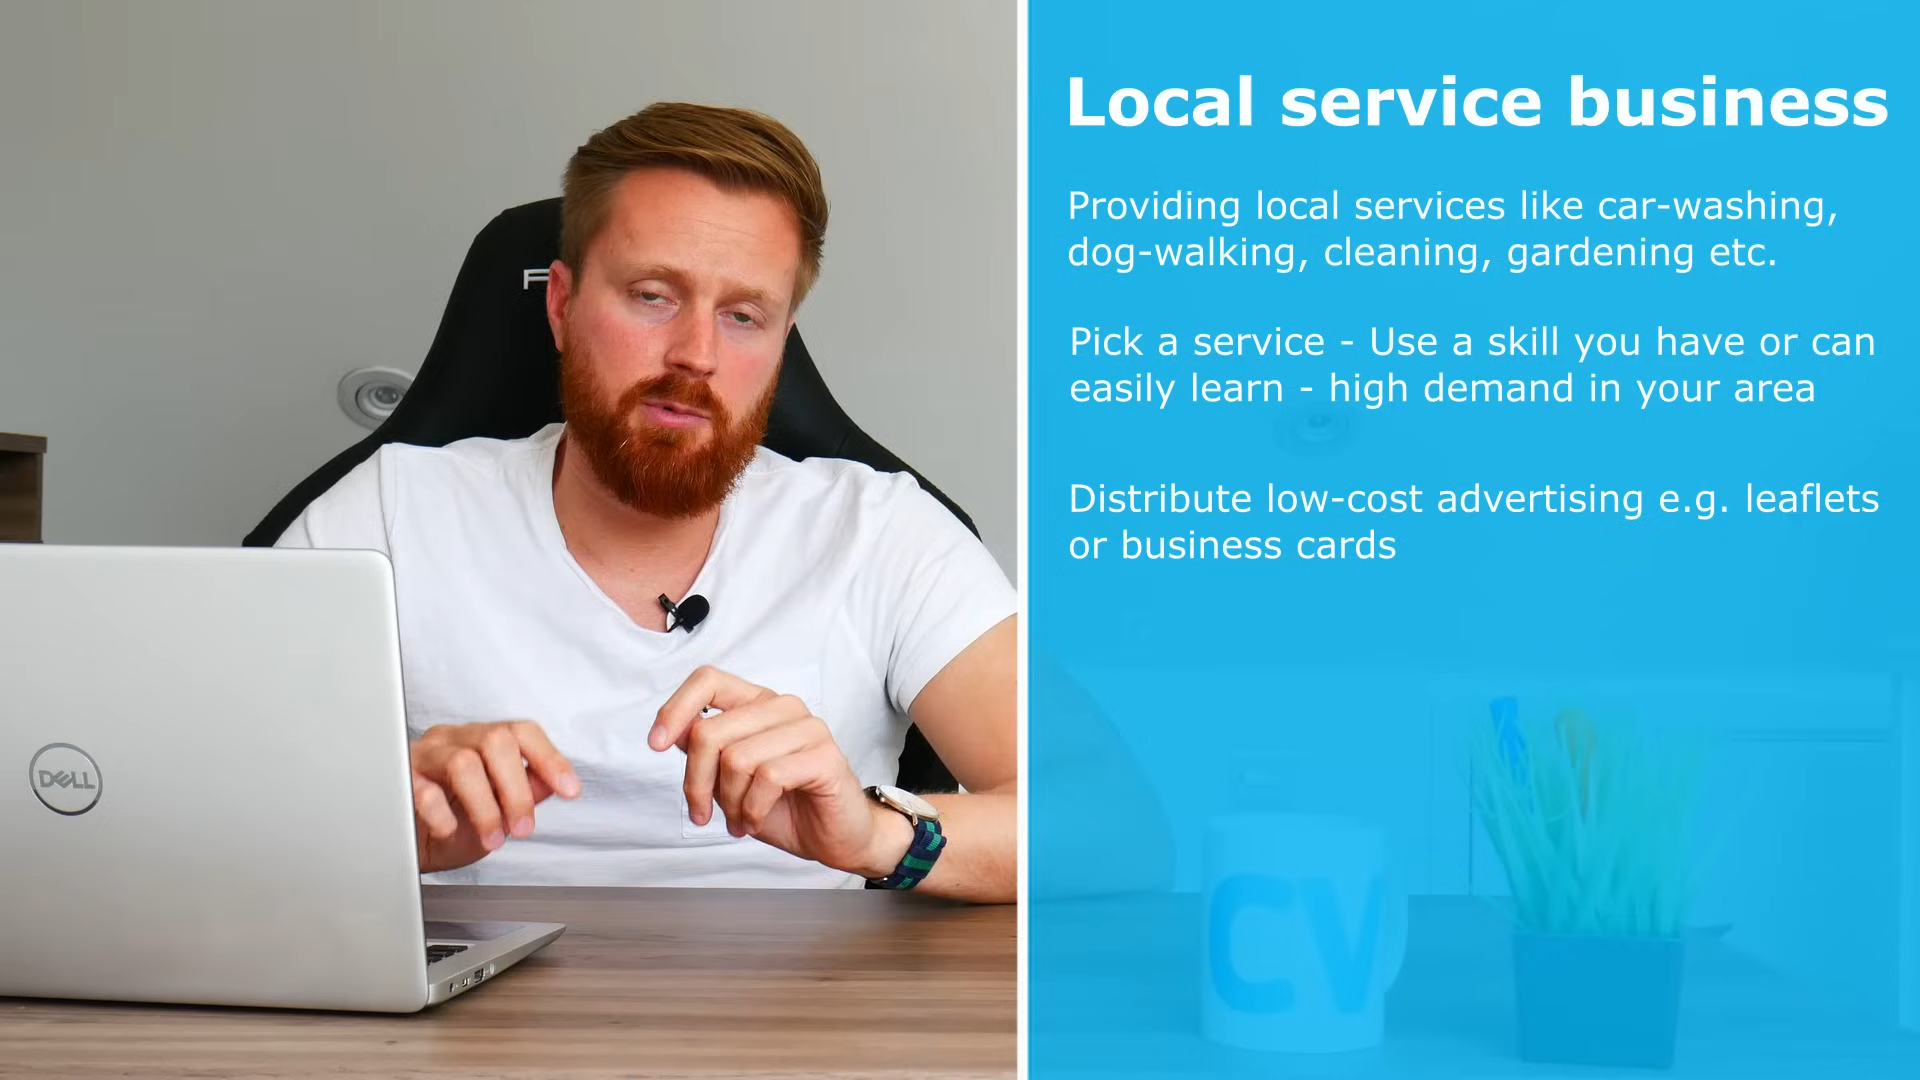 Local service business
Providing local services like car-washing,
dog-walking, cleaning, gardening etc.
Pick a service - Use a skill you have or can
easily learn - high demand in your area
Distribute low-cost advertising e.g. leaflets
or business cards
DELL
CV